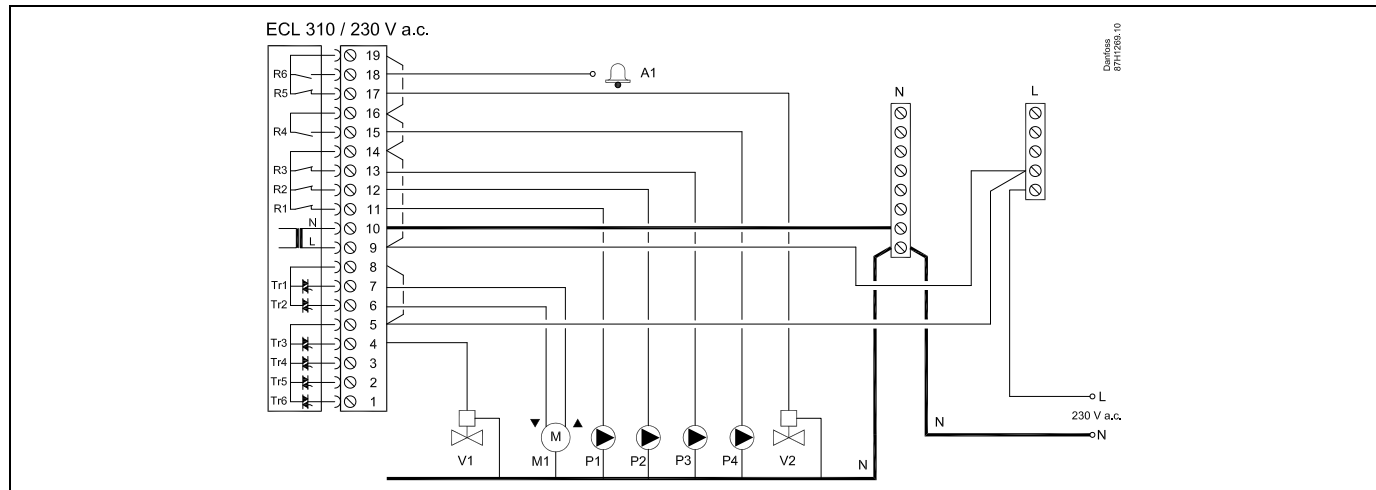 ECL 310 / 230 V a.c.
Danfoss
87H1269.10
19
R6 18 A1
R5 17 N L
16
R4 15
14
R3 13
R2 12
R1 11
N 10
L 9
8
Tr1 7
Tr2 6
5
Tr3 4
Tr4 3
Tr5 2
Tr6 1
L
230 V a.c.
N N
M
V1 M1 P1 P2 P3 P4 V2 N